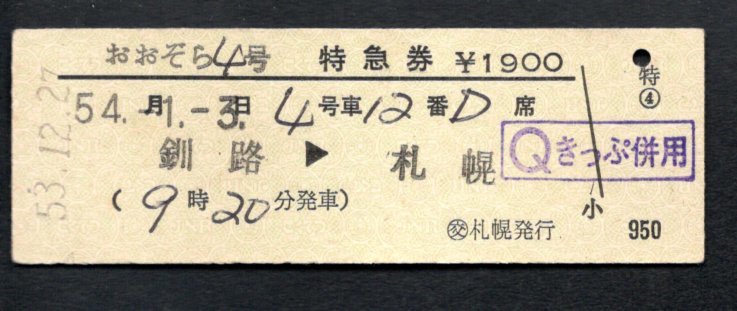 おおぞら4号 特急券 ¥1900
特
④
54.月1.-3.日 4号車12番D席
釧路 ▶ 札幌
Qきっぷ併用
(9時20分発車)
小
㊋札幌発行
950
53.12.27